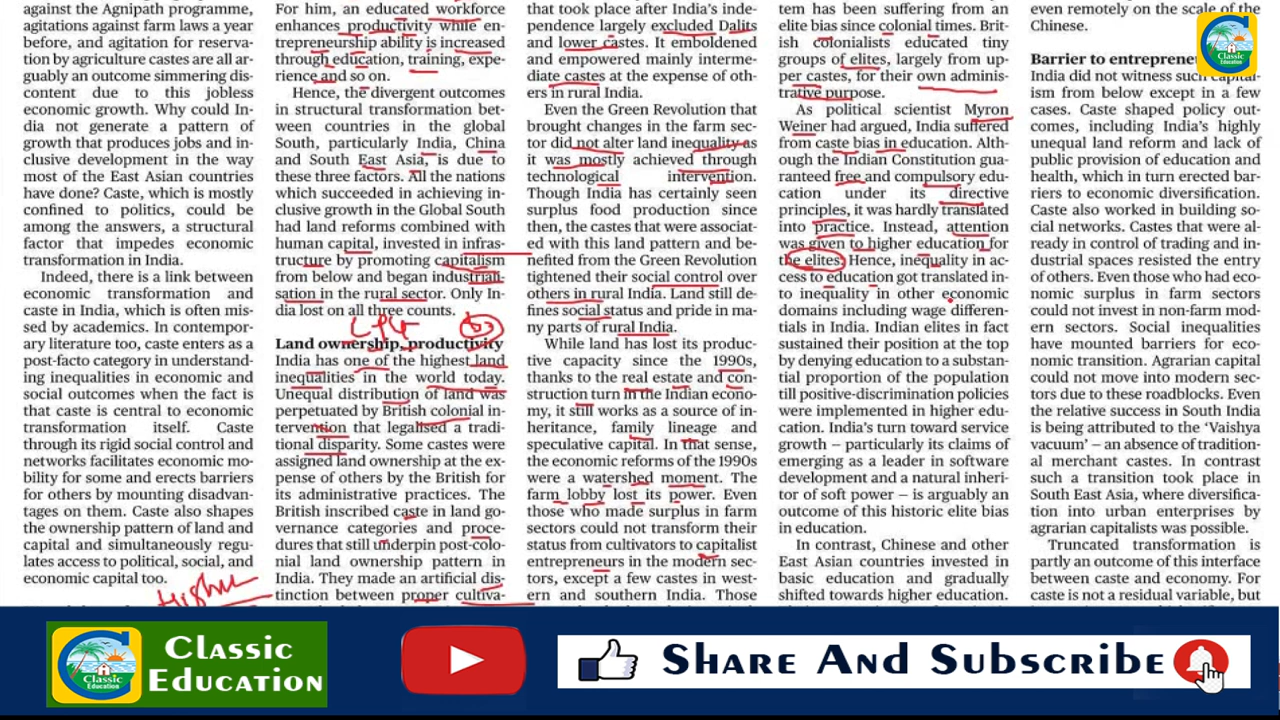 against the Agnipath programme,
agitations against farm laws a year
before, and agitation for reserva-
tion by agriculture castes are all ar-
guably an outcome simmering dis-
content due to this jobless
economic growth. Why could In-
dia not generate a pattern of
growth that produces jobs and in-
clusive development in the way
most of the East Asian countries
have done? Caste, which is mostly
confined to politics, could be
among the answers, a structural
factor that impedes economic
transformation in India.
Indeed, there is a link between
economic transformation and
caste in India, which is often mis-
sed by academics. In contempor-
ary literature too, caste enters as a
post-facto category in understand-
ing inequalities in economic and
social outcomes when the fact is
that caste is central to economic
transformation itself. Caste
through its rigid social control and
networks facilitates economic mo-
bility for some and erects barriers
for others by mounting disadvan-
tages on them. Caste also shapes
the ownership pattern of land and
capital and simultaneously regu-
lates access to political, social, and
economic capital too.
Higher
For him, an educated workforce
enhances productivity while en-
trepreneurship ability is increased
through education, training, expe-
rience and so on.
Hence, the divergent outcomes
in structural transformation bet-
ween countries in the global
South, particularly India, China
and South East Asia, is due to
these three factors. All the nations
which succeeded in achieving in-
clusive growth in the Global South
had land reforms combined with
human capital, invested in infras-
tructure by promoting capitalism
from below and began industriali-
sation in the rural sector. Only In-
dia lost on all three counts.
Land ownership, productivity
India has one of the highest land
inequalities in the world today.
Unequal distribution of land was
perpetuated by British colonial in-
tervention that legalised a tradi-
tional disparity. Some castes were
assigned land ownership at the ex-
pense of others by the British for
its administrative practices. The
British inscribed caste in land go-
vernance categories and proce-
dures that still underpin post-colo-
nial land ownership pattern in
India. They made an artificial dis-
tinction between proper cultiva-
that took place after India's inde-
pendence largely excluded Dalits
and lower castes. It emboldened
and empowered mainly interme-
diate castes at the expense of oth-
ers in rural India.
Even the Green Revolution that
brought changes in the farm sec-
tor did not alter land inequality as
it was mostly achieved through
technological intervention.
Though India has certainly seen
surplus food production since
then, the castes that were associat-
ed with this land pattern and be-
nefited from the Green Revolution
tightened their social control over
others in rural India. Land still de-
fines social status and pride in ma-
ny parts of rural India.
While land has lost its produc-
tive capacity since the 1990s,
thanks to the real estate and con-
struction turn in the Indian econo-
my, it still works as a source of in-
heritance, family lineage and
speculative capital. In that sense,
the economic reforms of the 1990s
were a watershed moment. The
farm lobby lost its power. Even
those who made surplus in farm
sectors could not transform their
status from cultivators to capitalist
entrepreneurs in the modern sec-
tors, except a few castes in west-
ern and southern India. Those
tem has been suffering from an
elite bias since colonial times. Brit-
ish colonialists educated tiny
groups of elites, largely from up-
per castes, for their own adminis-
trative purpose.
As political scientist Myron
Weiner had argued, India suffered
from caste bias in education. Alth-
ough the Indian Constitution gua-
ranteed free and compulsory edu-
cation under its directive
principles, it was hardly translated
into practice. Instead, attention
was given to higher education for
the elites. Hence, inequality in ac-
cess to education got translated in-
to inequality in other economic
domains including wage differen-
tials in India. Indian elites in fact
sustained their position at the top
by denying education to a substan-
tial proportion of the population
till positive-discrimination policies
were implemented in higher edu-
cation. India's turn toward service
growth – particularly its claims of
emerging as a leader in software
development and a natural inheri-
tor of soft power – is arguably an
outcome of this historic elite bias
in education.
In contrast, Chinese and other
East Asian countries invested in
basic education and gradually
shifted towards higher education.
even remotely on the scale of the
Chinese.
Barrier to entreprene
India did not witness such capital-
ism from below except in a few
cases. Caste shaped policy out-
comes, including India's highly
unequal land reform and lack of
public provision of education and
health, which in turn erected bar-
riers to economic diversification.
Caste also worked in building so-
cial networks. Castes that were al-
ready in control of trading and in-
dustrial spaces resisted the entry
of others. Even those who had eco-
nomic surplus in farm sectors
could not invest in non-farm mod-
ern sectors. Social inequalities
have mounted barriers for eco-
nomic transition. Agrarian capital
could not move into modern sec-
tors due to these roadblocks. Even
the relative success in South India
is being attributed to the 'Vaishya
vacuum' – an absence of tradition-
al merchant castes. In contrast
such a transition took place in
South East Asia, where diversifica-
tion into urban enterprises by
agrarian capitalists was possible.
Truncated transformation is
partly an outcome of this interface
between caste and economy. For
caste is not a residual variable, but
Classic
Education
Classic
Education
Classic
Education
Share And Subscribe